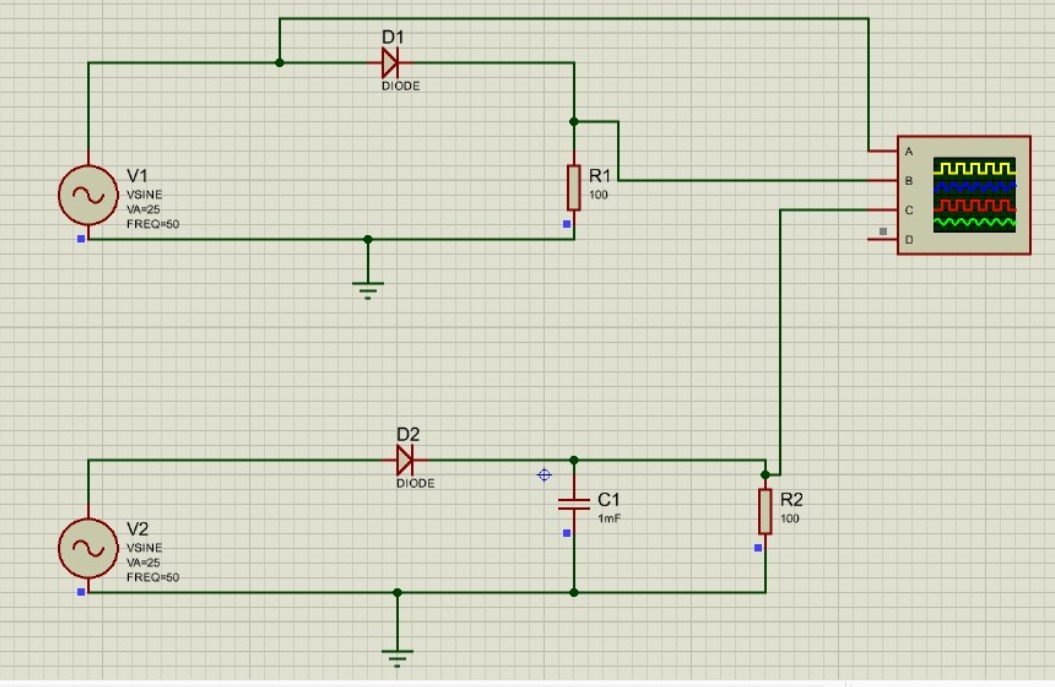 D1
DIODE
V1
VSINE
VA=25
FREQ=50
R1
100
A
B
C
D
D2
DIODE
V2
VSINE
VA=25
FREQ=50
C1
1mF
R2
100